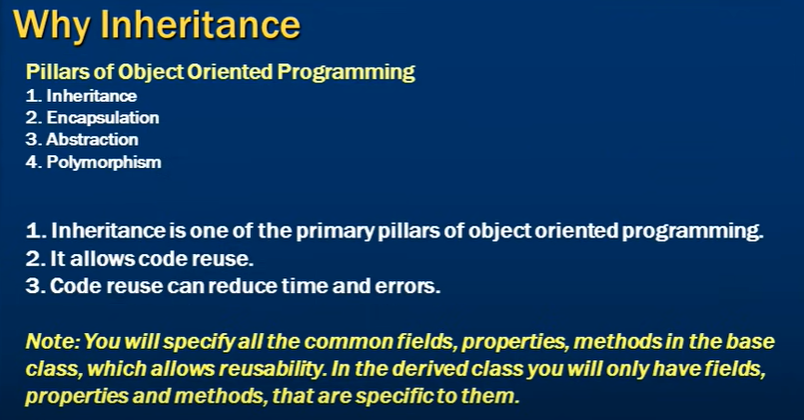 Why Inheritance
Pillars of Object Oriented Programming
1. Inheritance
2. Encapsulation
3. Abstraction
4. Polymorphism
1. Inheritance is one of the primary pillars of object oriented programming.
2. It allows code reuse.
3. Code reuse can reduce time and errors.
Note: You will specify all the common fields, properties, methods in the base
class, which allows reusability. In the derived class you will only have fields,
properties and methods, that are specific to them.